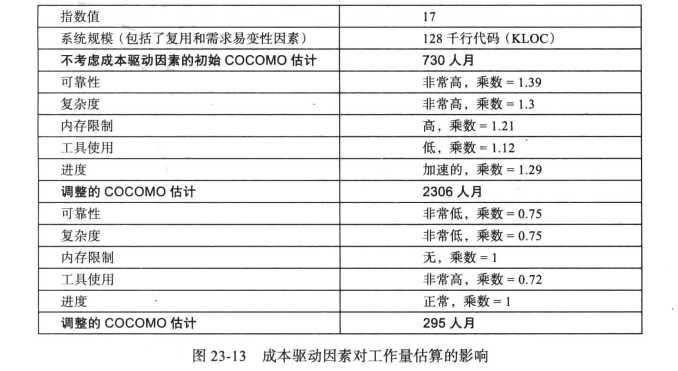 指数值 17
系统规模（包括了复用和需求易变性因素） 128 千行代码（KLOC）
不考虑成本驱动因素的初始 COCOMO 估计 730 人月
可靠性 非常高，乘数 = 1.39
复杂度 非常高，乘数 = 1.3
内存限制 高，乘数 = 1.21
工具使用 低，乘数 = 1.12
进度 加速的，乘数 = 1.29
调整的 COCOMO 估计 2306 人月
可靠性 非常低，乘数 = 0.75
复杂度 非常低，乘数 = 0.75
内存限制 无，乘数 = 1
工具使用 非常高，乘数 = 0.72
进度 正常，乘数 = 1
调整的 COCOMO 估计 295 人月
图 23-13 成本驱动因素对工作量估算的影响